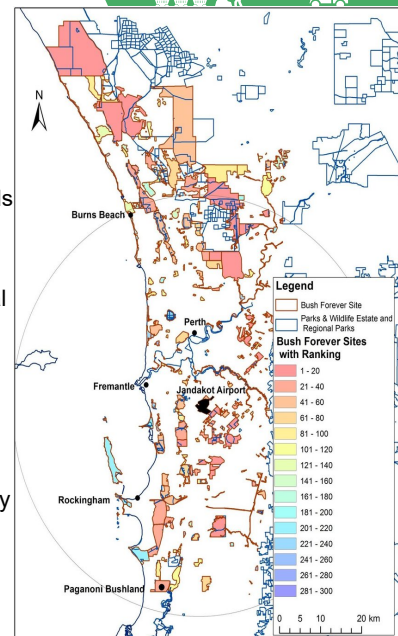 N
Burns Beach
Perth
Fremantle
Jandakot Airport
Rockingham
Paganoni Bushland
Legend
Bush Forever Site
Parks & Wildlife Estate and
Regional Parks
Bush Forever Sites
with Ranking
1 - 20
21 - 40
41 - 60
61 - 80
81 - 100
101 - 120
121 - 140
141 - 160
161 - 180
181 - 200
201 - 220
221 - 240
241 - 260
261 - 280
281 - 300
0 5 10 20 km